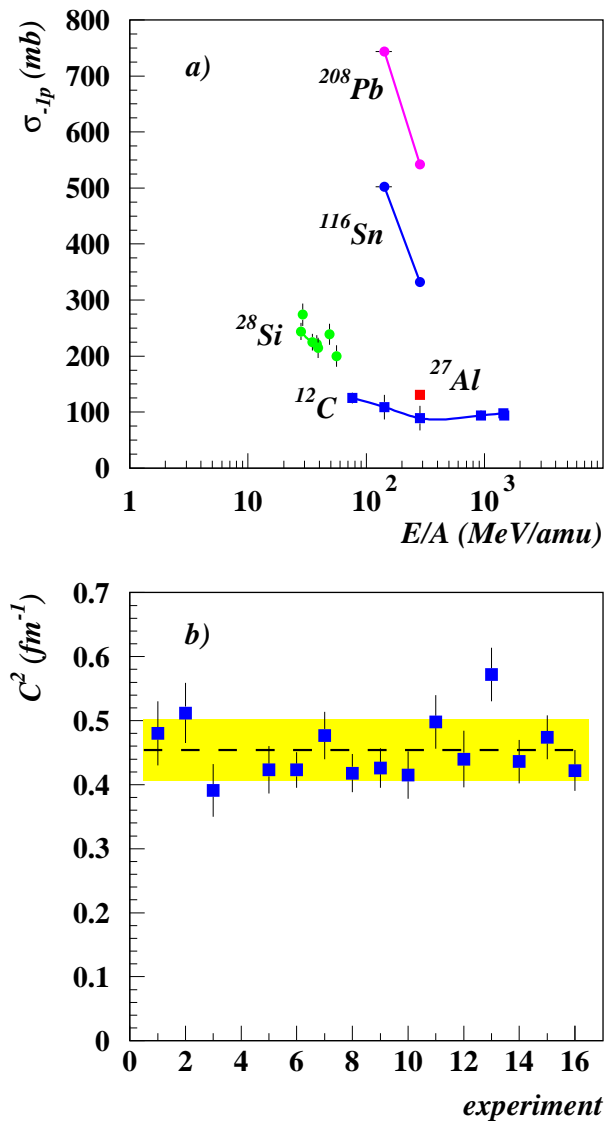 800
700
600
500
400
300
200
100
0
σ₋₁ₚ (mb)
a)
²⁰⁸Pb
¹¹⁶Sn
²⁸Si
²⁷Al
¹²C
1 10 10² 10³
E/A (MeV/amu)
0.7
0.6
0.5
0.4
0.3
0.2
0.1
0
C² (fm⁻¹)
b)
0 2 4 6 8 10 12 14 16
experiment